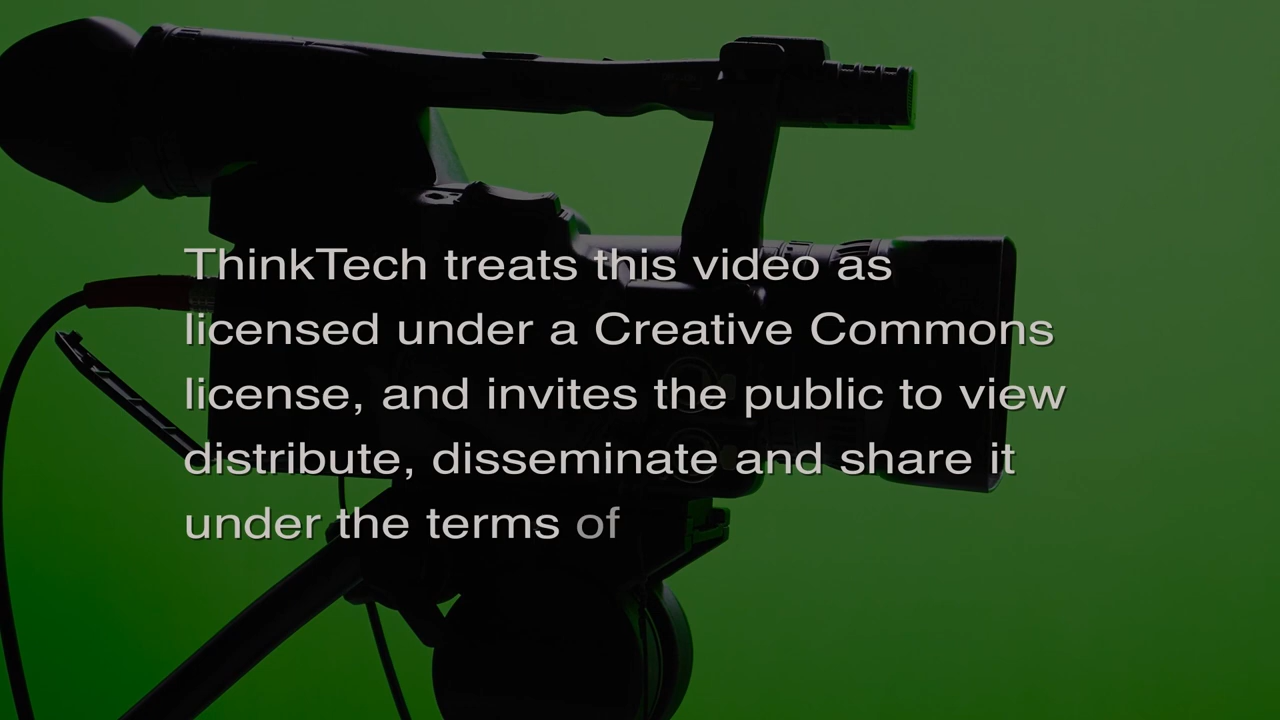 ThinkTech treats this video as
licensed under a Creative Commons
license, and invites the public to view
distribute, disseminate and share it
under the terms of